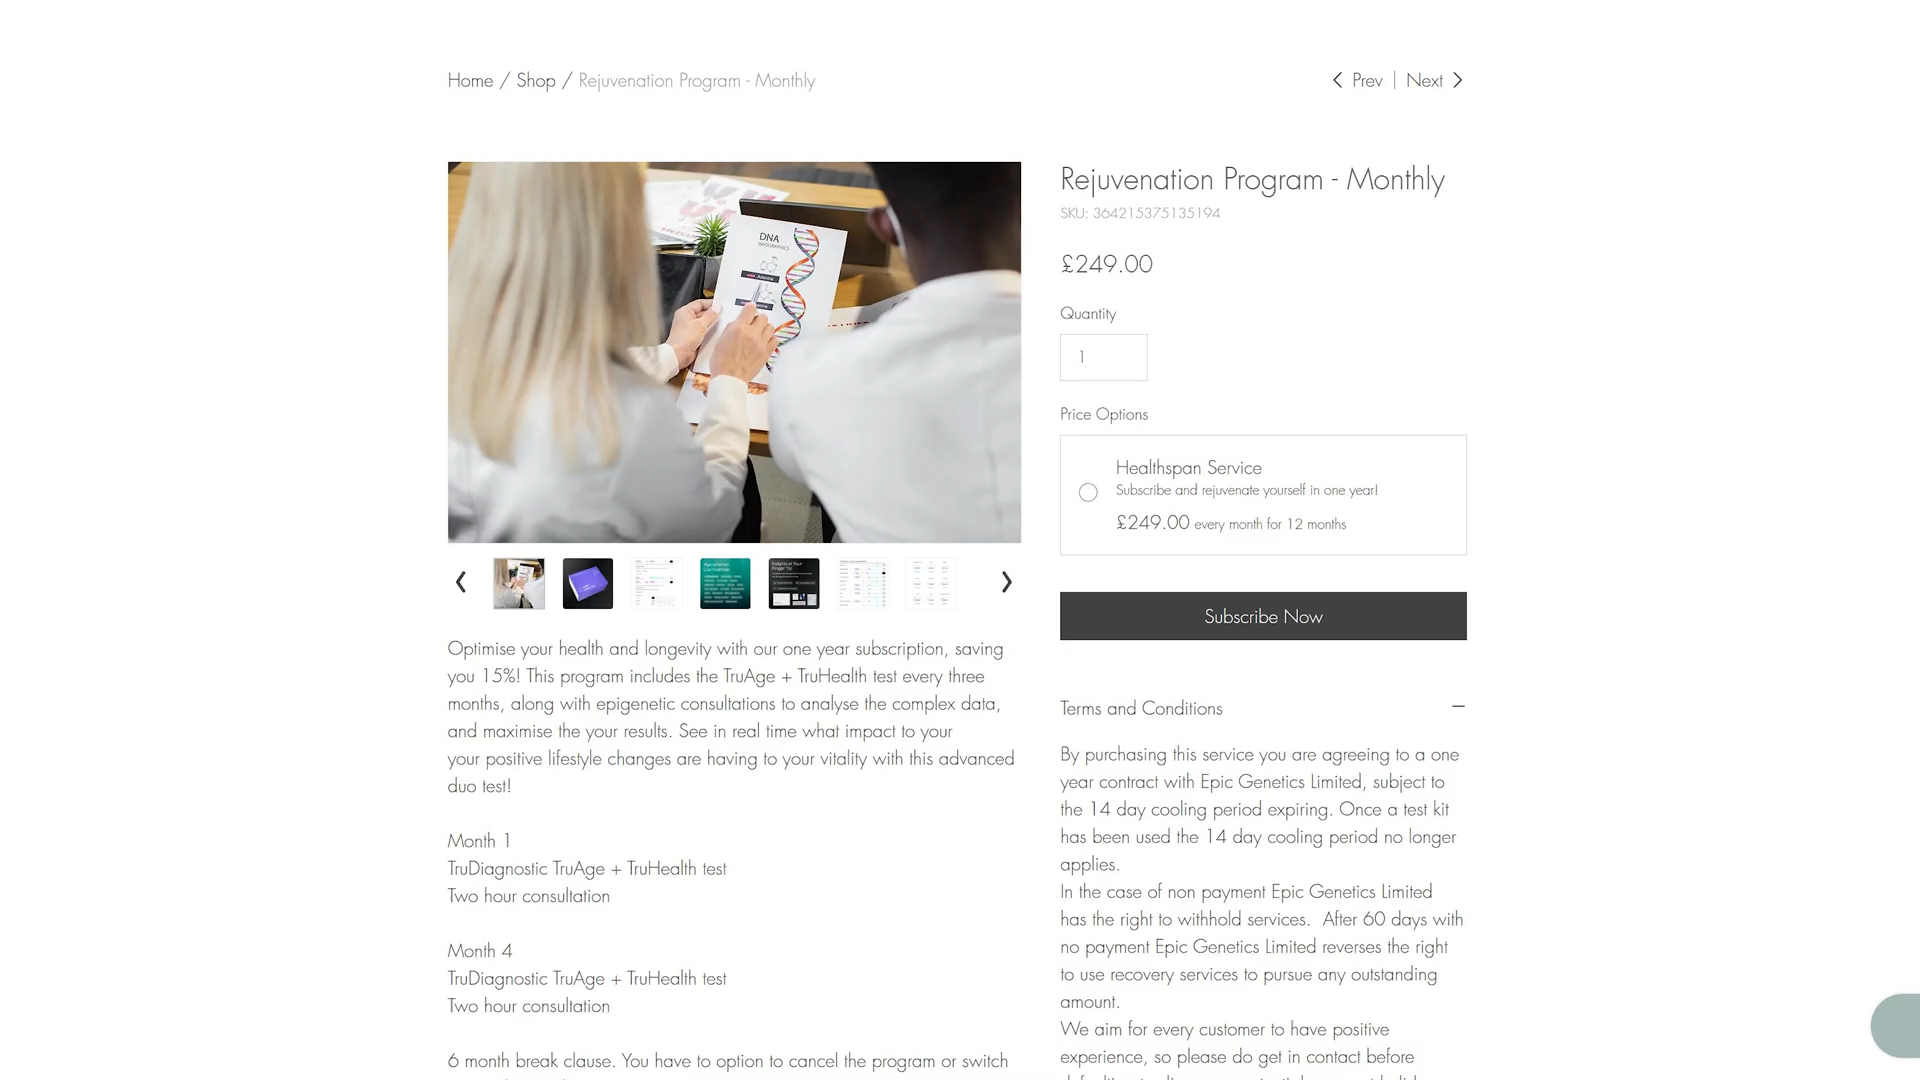 Home / Shop / Rejuvenation Program - Monthly
Prev | Next
DNA
INFOGRAPHICS
Adenine
Rejuvenation Program - Monthly
SKU: 364215375135194
£249.00
Quantity
1
Price Options
Healthspan Service
Subscribe and rejuvenate yourself in one year!
£249.00 every month for 12 months
Subscribe Now
Optimise your health and longevity with our one year subscription, saving
you 15%! This program includes the TruAge + TruHealth test every three
months, along with epigenetic consultations to analyse the complex data,
and maximise the your results. See in real time what impact to your
your positive lifestyle changes are having to your vitality with this advanced
duo test!
Month 1
TruDiagnostic TruAge + TruHealth test
Two hour consultation
Month 4
TruDiagnostic TruAge + TruHealth test
Two hour consultation
6 month break clause. You have to option to cancel the program or switch
Terms and Conditions
By purchasing this service you are agreeing to a one
year contract with Epic Genetics Limited, subject to
the 14 day cooling period expiring. Once a test kit
has been used the 14 day cooling period no longer
applies.
In the case of non payment Epic Genetics Limited
has the right to withhold services.  After 60 days with
no payment Epic Genetics Limited reverses the right
to use recovery services to pursue any outstanding
amount.
We aim for every customer to have positive
experience, so please do get in contact before